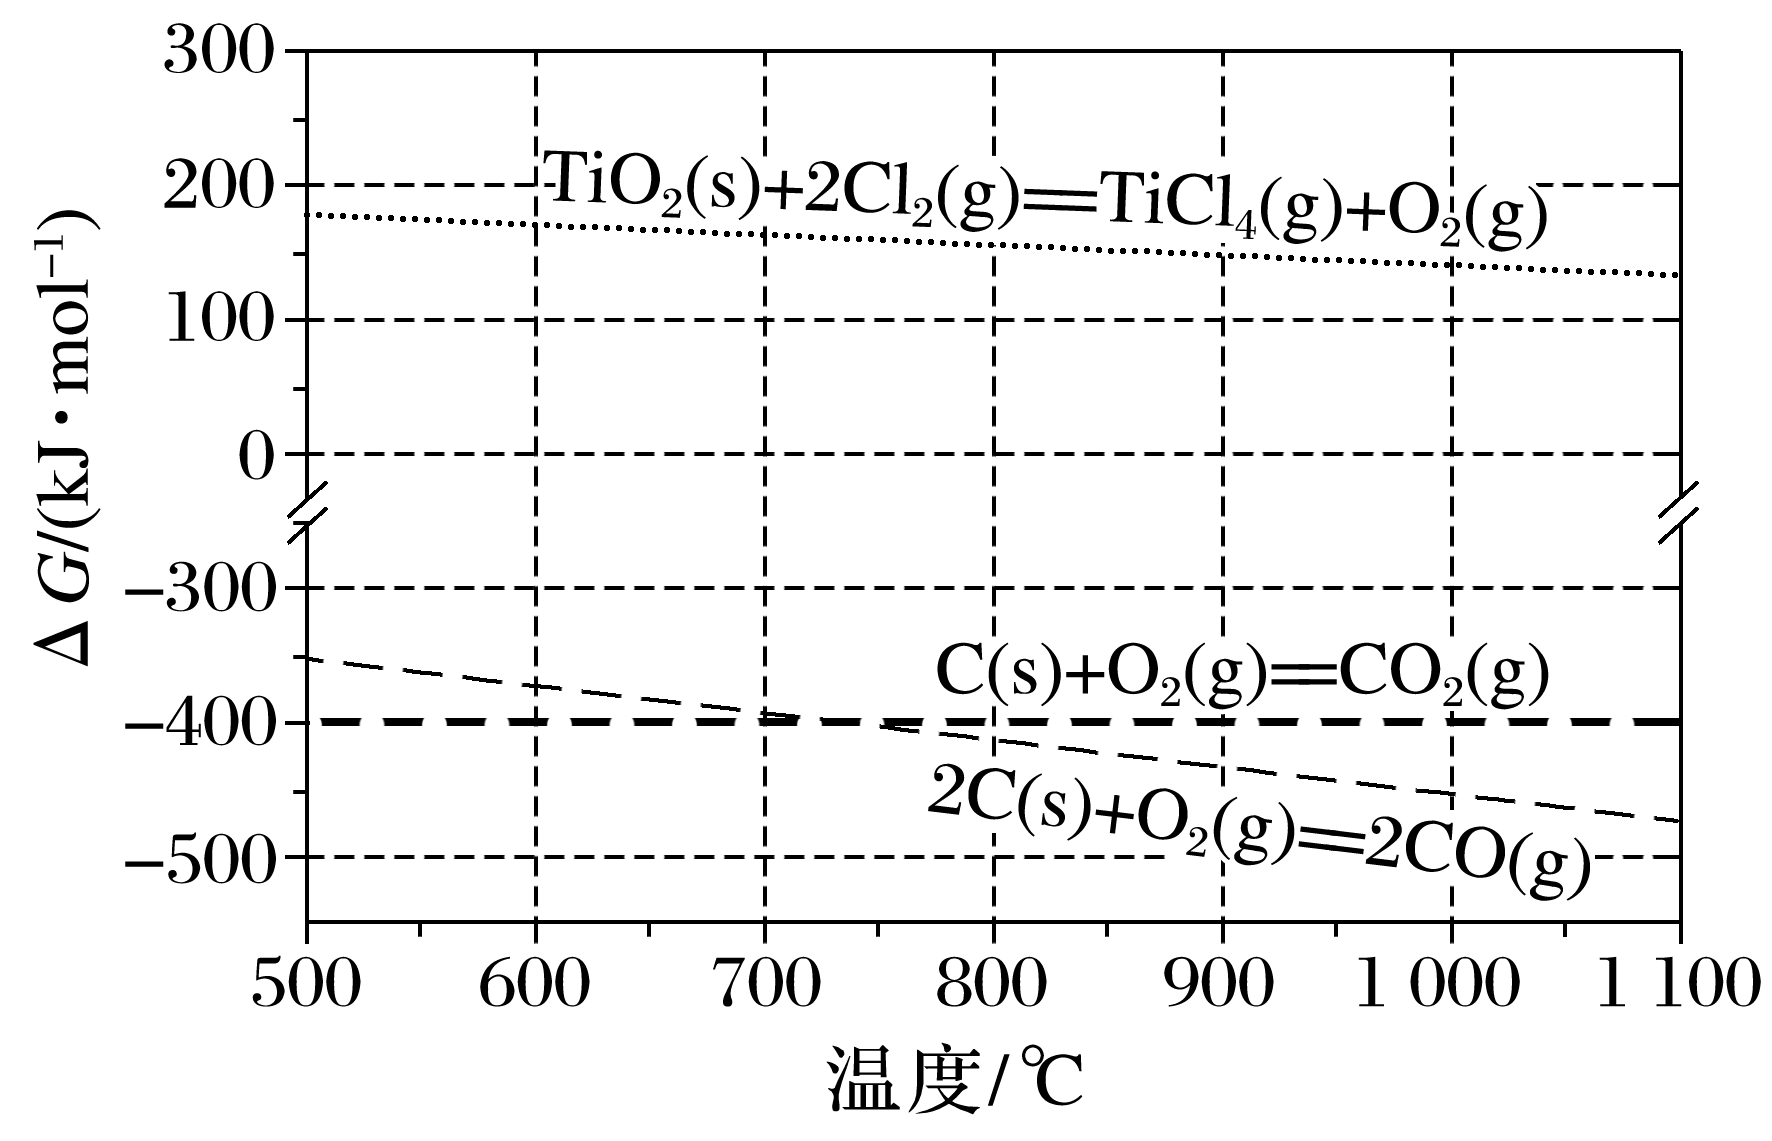 300
200
100
0
−300
−400
−500
ΔG/(kJ·mol⁻¹)
TiO₂(s)+2Cl₂(g)══TiCl₄(g)+O₂(g)
C(s)+O₂(g)══CO₂(g)
2C(s)+O₂(g)══2CO(g)
500 600 700 800 900 1 000 1 100
温度/℃